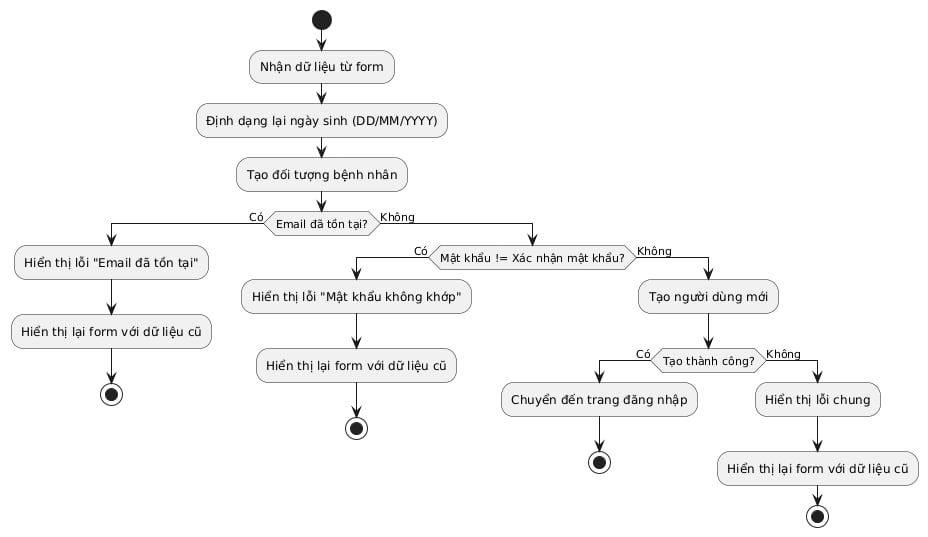 Nhận dữ liệu từ form
Định dạng lại ngày sinh (DD/MM/YYYY)
Tạo đối tượng bệnh nhân
Có
Email đã tồn tại?
Không
Hiển thị lỗi "Email đã tồn tại"
Hiển thị lại form với dữ liệu cũ
Có
Mật khẩu != Xác nhận mật khẩu?
Không
Hiển thị lỗi "Mật khẩu không khớp"
Hiển thị lại form với dữ liệu cũ
Tạo người dùng mới
Có
Tạo thành công?
Không
Chuyển đến trang đăng nhập
Hiển thị lỗi chung
Hiển thị lại form với dữ liệu cũ